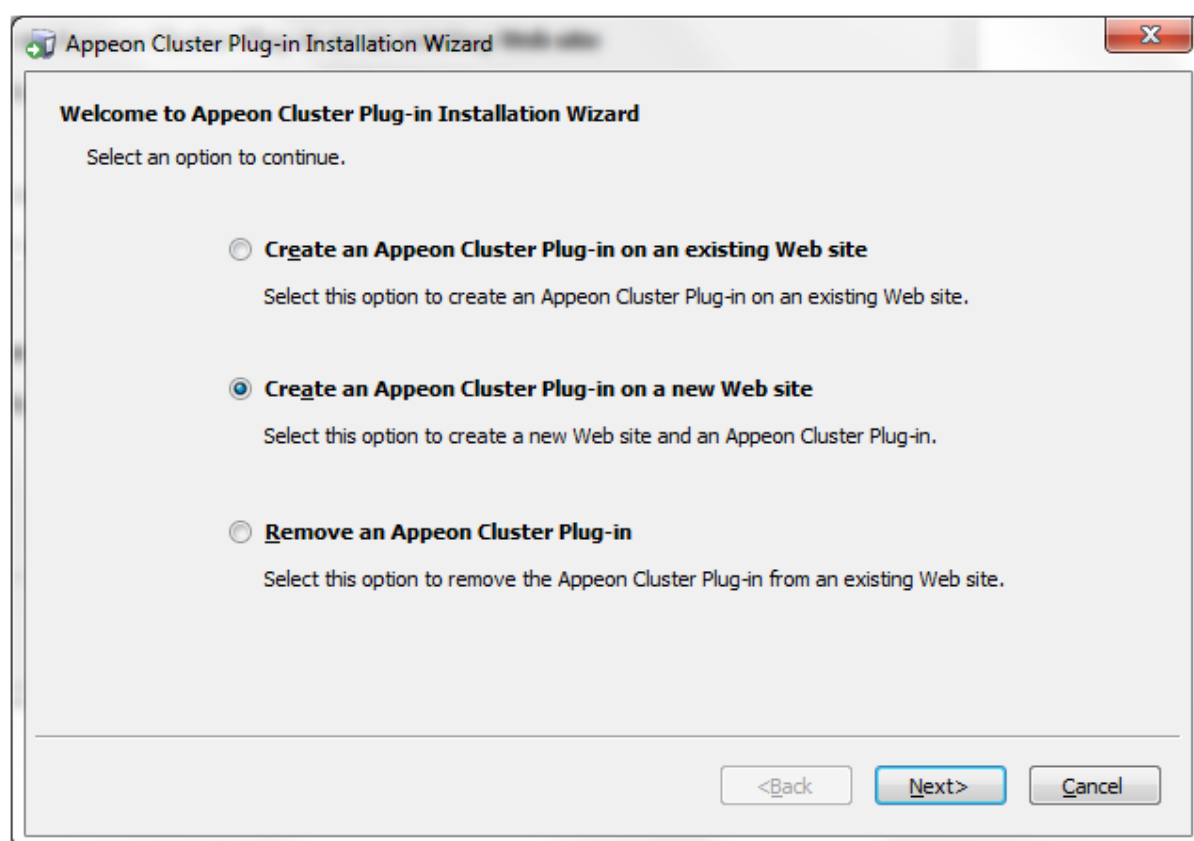 Appeon Cluster Plug-in Installation Wizard
Welcome to Appeon Cluster Plug-in Installation Wizard
Select an option to continue.
Create an Appeon Cluster Plug-in on an existing Web site
Select this option to create an Appeon Cluster Plug-in on an existing Web site.
Create an Appeon Cluster Plug-in on a new Web site
Select this option to create a new Web site and an Appeon Cluster Plug-in.
Remove an Appeon Cluster Plug-in
Select this option to remove the Appeon Cluster Plug-in from an existing Web site.
<Back Next> Cancel